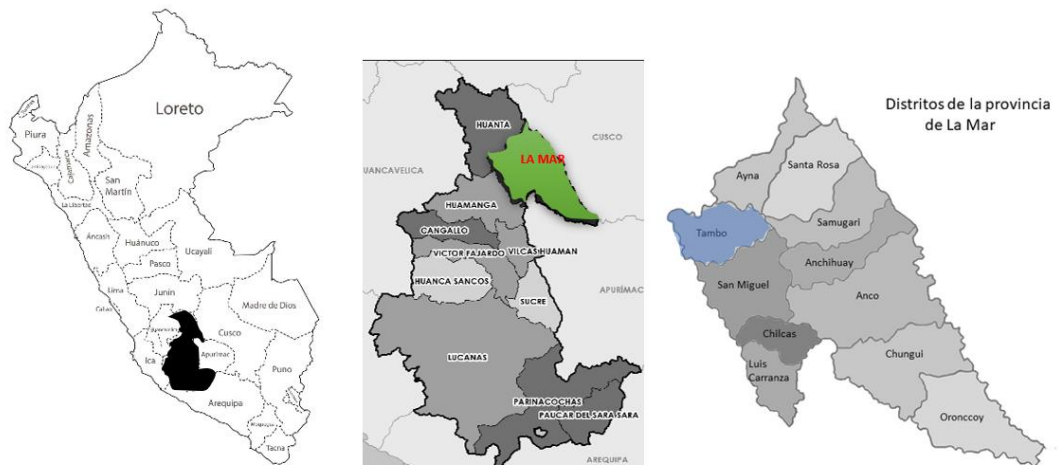 Loreto
Piura
Amazonas
Cajamarca
San
Martín
La Libertad
Áncash
Huánuco
Ucayali
Pasco
Lima
Junín
Callao
Madre de Dios
Cusco
Ica
Apurímac
Puno
Arequipa
Tacna
HUANTA
CUSCO
LA MAR
UANCAVELICA
HUAMANGA
CANGALLO
VICTOR FAJARDO
VILCAS HUAMAN
HUANCA SANCOS
APURÍMAC
SUCRE
LUCANAS
PARINACOCHAS
PAUCAR DEL SARA SARA
AREQUIPA
Distritos de la provincia
de La Mar
Santa Rosa
Ayna
Tambo
Samugari
Anchihuay
San Miguel
Anco
Chilcas
Chungui
Luis
Carranza
Oronccoy